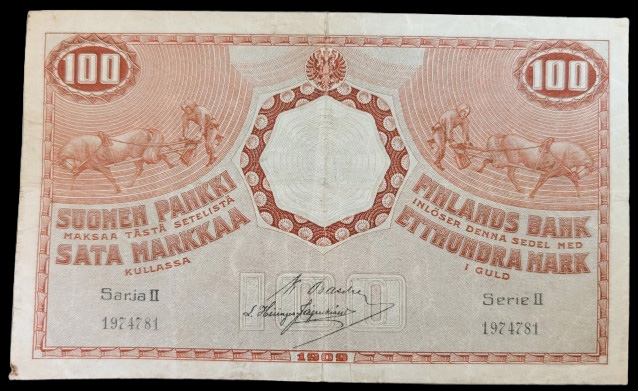 100 100
SUOMEN PANKKI
MAKSAA TÄSTÄ SETELISTÄ
SATA MARKKAA
KULLASSA
FINLANDS BANK
INLÖSER DENNA SEDEL MED
ETTHUNDRA MARK
I GULD
100
Sarja II
1974781
Serie II
1974781
1909